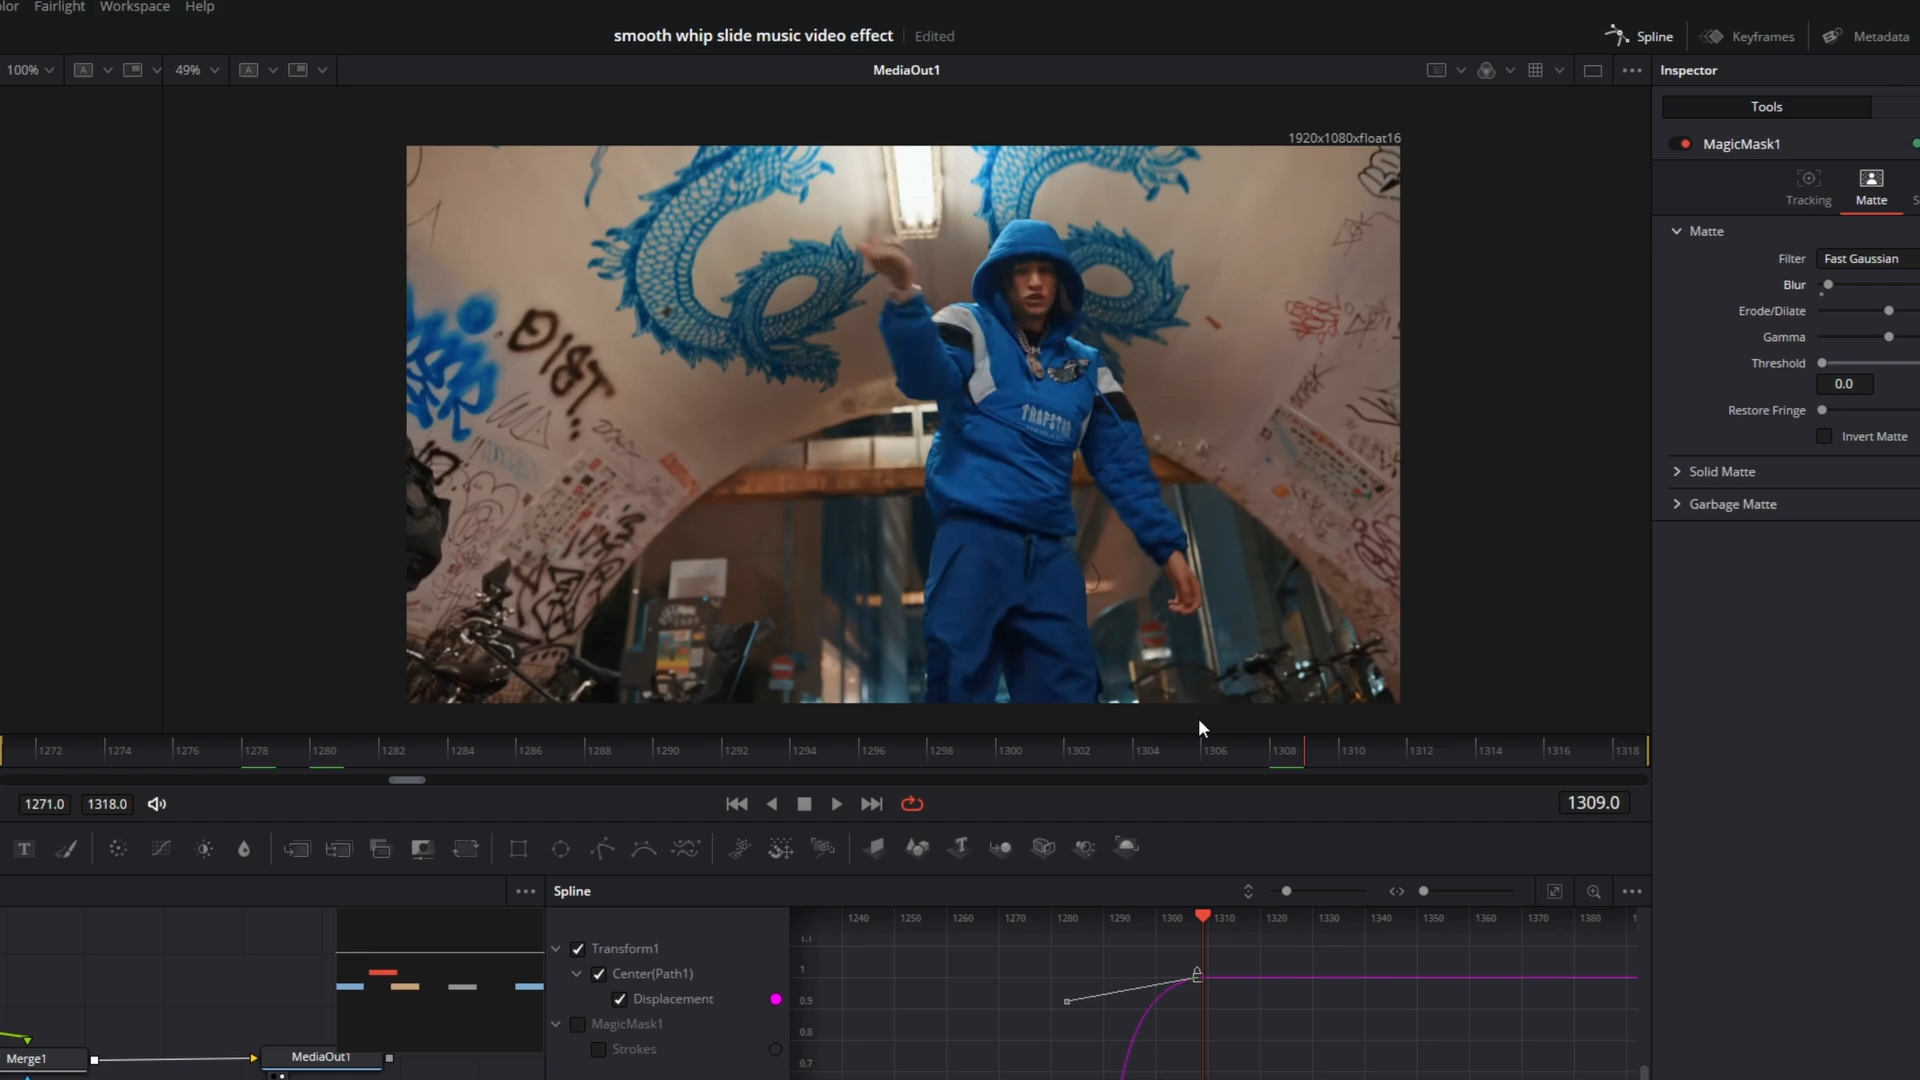 olor Fairlight Workspace Help
smooth whip slide music video effect Edited
Spline Keyframes Metadata
100% A 49% A MediaOut1 Inspector
Tools
1920x1080xfloat16
MagicMask1
Tracking Matte S
Matte
Filter Fast Gaussian
Blur
Erode/Dilate
Gamma
Threshold
0.0
Restore Fringe
Invert Matte
Solid Matte
Garbage Matte
TRAPSTAR
1272 1274 1276 1278 1280 1282 1284 1286 1288 1290 1292 1294 1296 1298 1300 1302 1304 1306 1308 1310 1312 1314 1316 1318
1271.0 1318.0 1309.0
T T
Spline
1240 1250 1260 1270 1280 1290 1300 1310 1320 1330 1340 1350 1360 1370 1380
1.1
Transform1
1
Center(Path1)
Displacement
0.9
MagicMask1
0.8
Strokes
0.7
Merge1 MediaOut1